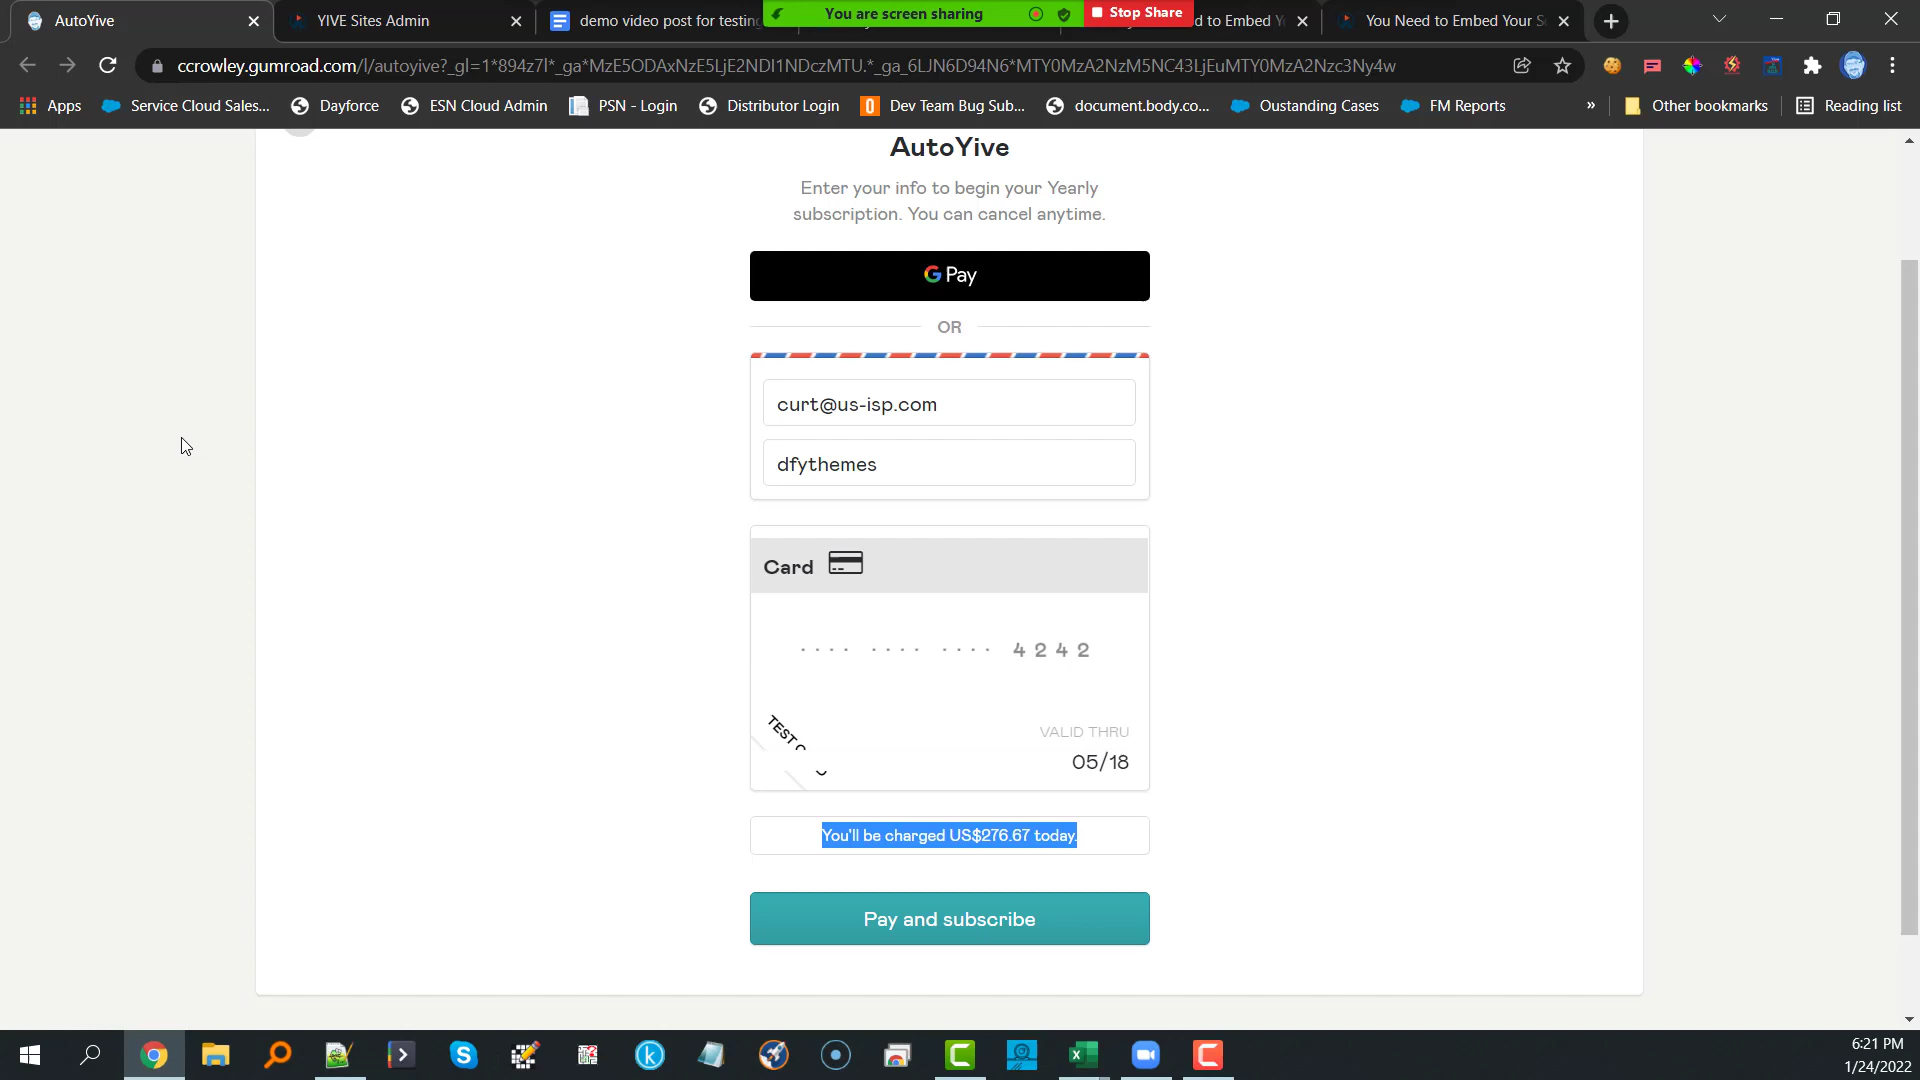 AutoYive
YIVE Sites Admin
demo video post for testing
You are screen sharing
Stop Share
d to Embed Y
You Need to Embed Your S
ccrowley.gumroad.com/l/autoyive?_gl=1*894z7l*_ga*MzE5ODAxNzE5LjE2NDI1NDczMTU.*_ga_6LJN6D94N6*MTY0MzA2NzM5NC43LjEuMTY0MzA2Nzc3Ny4w
Apps
Service Cloud Sales...
Dayforce
ESN Cloud Admin
PSN - Login
Distributor Login
Dev Team Bug Sub...
document.body.co...
Oustanding Cases
FM Reports
»
Other bookmarks
Reading list
AutoYive
Enter your info to begin your Yearly
subscription. You can cancel anytime.
G Pay
OR
curt@us-isp.com
dfythemes
Card
···· ···· ···· 4242
TEST C
VALID THRU
05/18
You'll be charged US$276.67 today.
Pay and subscribe
6:21 PM
1/24/2022